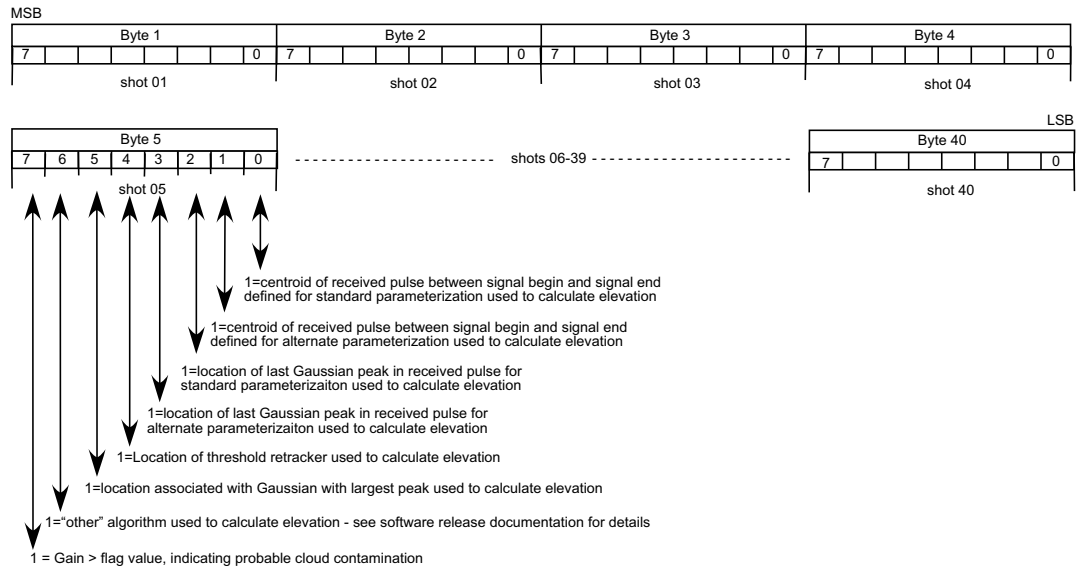 MSB
Byte 1 Byte 2 Byte 3 Byte 4
7 0 7 0 7 0 7 0
shot 01 shot 02 shot 03 shot 04
LSB
Byte 5 Byte 40
7 6 5 4 3 2 1 0 shots 06-39 7 0
shot 05 shot 40
1=centroid of received pulse between signal begin and signal end
defined for standard parameterization used to calculate elevation
1=centroid of received pulse between signal begin and signal end
defined for alternate parameterization used to calculate elevation
1=location of last Gaussian peak in received pulse for
standard parameterizaiton used to calculate elevation
1=location of last Gaussian peak in received pulse for
alternate parameterizaiton used to calculate elevation
1=Location of threshold retracker used to calculate elevation
1=location associated with Gaussian with largest peak used to calculate elevation
1="other" algorithm used to calculate elevation - see software release documentation for details
1 = Gain > flag value, indicating probable cloud contamination